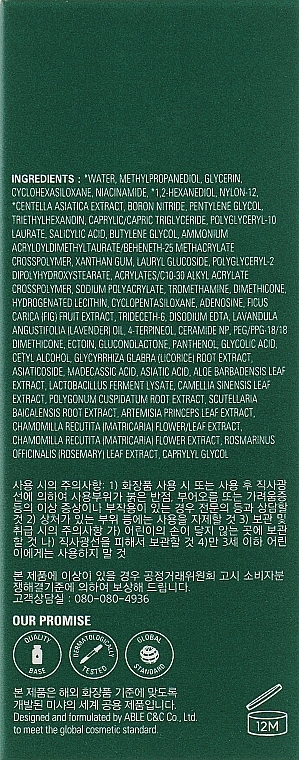 INGREDIENTS : *WATER, METHYLPROPANEDIOL, GLYCERIN,
CYCLOHEXASILOXANE, NIACINAMIDE, *1,2-HEXANEDIOL, NYLON-12,
*CENTELLA ASIATICA EXTRACT, BORON NITRIDE, PENTYLENE GLYCOL,
TRIETHYLHEXANOIN, CAPRYLIC/CAPRIC TRIGLYCERIDE, POLYGLYCERYL-10
LAURATE, SALICYLIC ACID, BUTYLENE GLYCOL, AMMONIUM
ACRYLOYLDIMETHYLTAURATE/BEHENETH-25 METHACRYLATE
CROSSPOLYMER, XANTHAN GUM, LAURYL GLUCOSIDE, POLYGLYCERYL-2
DIPOLYHYDROXYSTEARATE, ACRYLATES/C10-30 ALKYL ACRYLATE
CROSSPOLYMER, SODIUM POLYACRYLATE, TROMETHAMINE, DIMETHICONE,
HYDROGENATED LECITHIN, CYCLOPENTASILOXANE, ADENOSINE, FICUS
CARICA (FIG) FRUIT EXTRACT, TRIDECETH-6, DISODIUM EDTA, LAVANDULA
ANGUSTIFOLIA (LAVENDER) OIL, 4-TERPINEOL, CERAMIDE NP, PEG/PPG-18/18
DIMETHICONE, ECTOIN, GLUCONOLACTONE, PANTHENOL, GLYCOLIC ACID,
CETYL ALCOHOL, GLYCYRRHIZA GLABRA (LICORICE) ROOT EXTRACT,
ASIATICOSIDE, MADECASSIC ACID, ASIATIC ACID, ALOE BARBADENSIS LEAF
EXTRACT, LACTOBACILLUS FERMENT LYSATE, CAMELLIA SINENSIS LEAF
EXTRACT, POLYGONUM CUSPIDATUM ROOT EXTRACT, SCUTELLARIA
BAICALENSIS ROOT EXTRACT, ARTEMISIA PRINCEPS LEAF EXTRACT,
CHAMOMILLA RECUTITA (MATRICARIA) FLOWER/LEAF EXTRACT,
CHAMOMILLA RECUTITA (MATRICARIA) FLOWER EXTRACT, ROSMARINUS
OFFICINALIS (ROSEMARY) LEAF EXTRACT, CAPRYLYL GLYCOL
사용 시의 주의사항: 1) 화장품 사용 시 또는 사용 후 직사광
선에 의하여 사용부위가 붉은 반점, 부어오름 또는 가려움증
등의 이상 증상이나 부작용이 있는 경우 전문의 등과 상담할
것 2) 상처가 있는 부위 등에는 사용을 자제할 것 3) 보관 및
취급 시의 주의사항 가) 어린이의 손이 닿지 않는 곳에 보관
할 것 나) 직사광선을 피해서 보관할 것 4)만 3세 이하 어린
이에게는 사용하지 말 것
본 제품에 이상이 있을 경우 공정거래위원회 고시 소비자분
쟁해결기준에 의하여 보상해 드립니다.
고객상담실 : 080-080-4936
OUR PROMISE
QUALITY
BASE
DERMATOLOGICALLY
TESTED
GLOBAL
STANDARD
본 제품은 해외 화장품 기준에 맞도록
개발된 미샤의 세계 공용 제품입니다.
Designed and formulated by ABLE C&C Co., Ltd.
to meet the global cosmetic standard.
12M